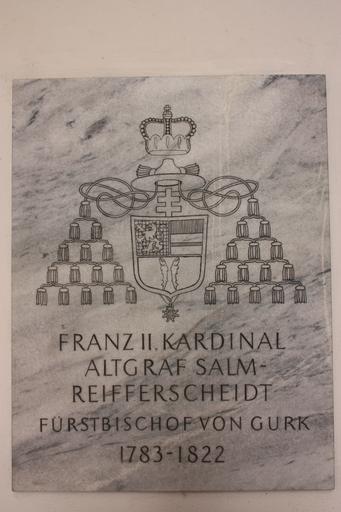 FRANZ II. KARDINAL
ALTGRAF SALM-
REIFFERSCHEIDT
FÜRSTBISCHOF VON GURK
1783-1822